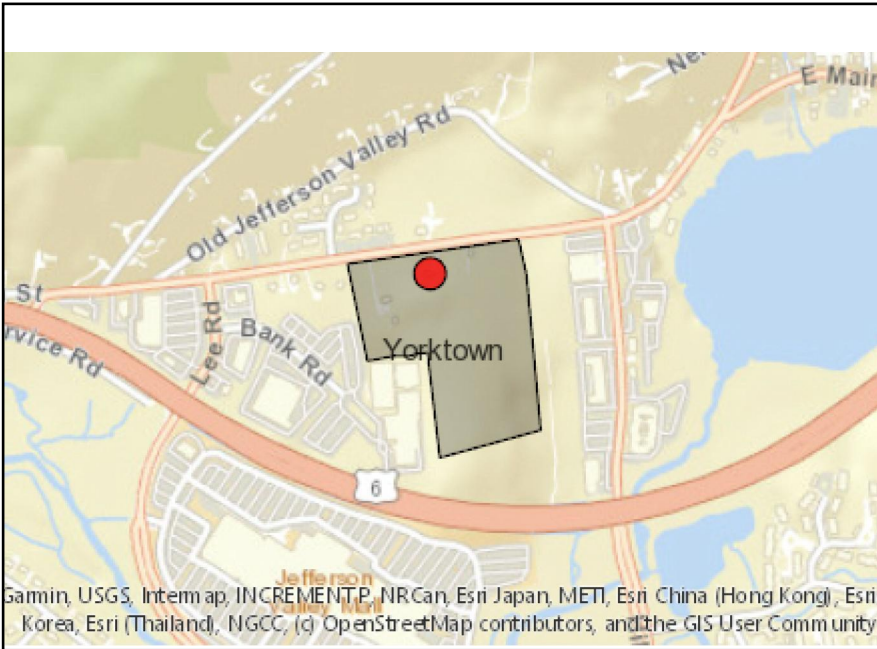 Ne
E Main
Old Jefferson Valley Rd
St
rvice Rd
Lee Rd
Bank Rd
Yorktown
6
Jefferson
Valley Mall
Garmin, USGS, Intermap, INCREMENT P, NRCan, Esri Japan, METI, Esri China (Hong Kong), Esri
Korea, Esri (Thailand), NGCC, (c) OpenStreetMap contributors, and the GIS User Community